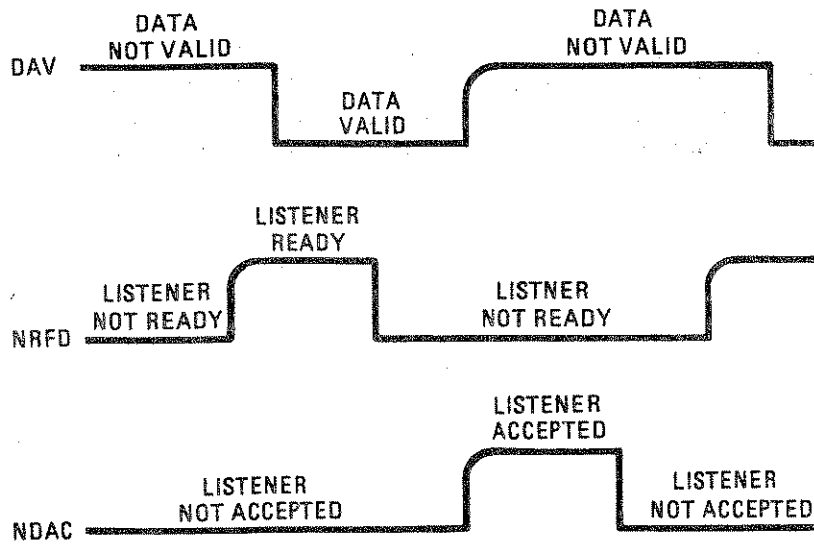 DATA
NOT VALID
DATA
NOT VALID
DAV
DATA
VALID
LISTENER
READY
LISTENER
NOT READY
LISTNER
NOT READY
NRFD
LISTENER
ACCEPTED
LISTENER
NOT ACCEPTED
LISTENER
NOT ACCEPTED
NDAC